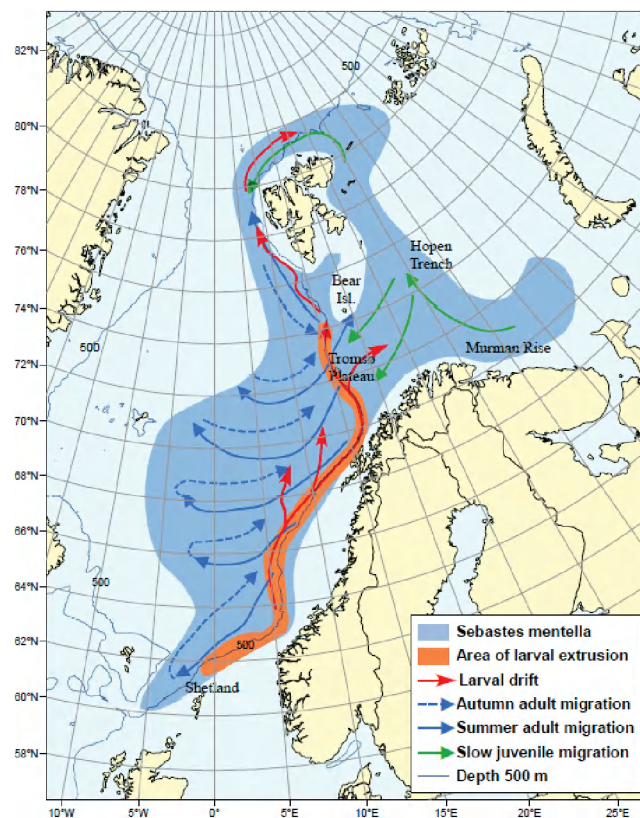 82°N
80°N
78°N
76°N
74°N
72°N
70°N
68°N
66°N
64°N
62°N
60°N
58°N
500
500
500
500
Hopen
Trench
Bear
Isl.
Murman Rise
Tromsø
Plateau
Shetland
Sebastes mentella
Area of larval extrusion
Larval drift
Autumn adult migration
Summer adult migration
Slow juvenile migration
Depth 500 m
10°W
5°W
0°
5°E
10°E
15°E
20°E
25°E